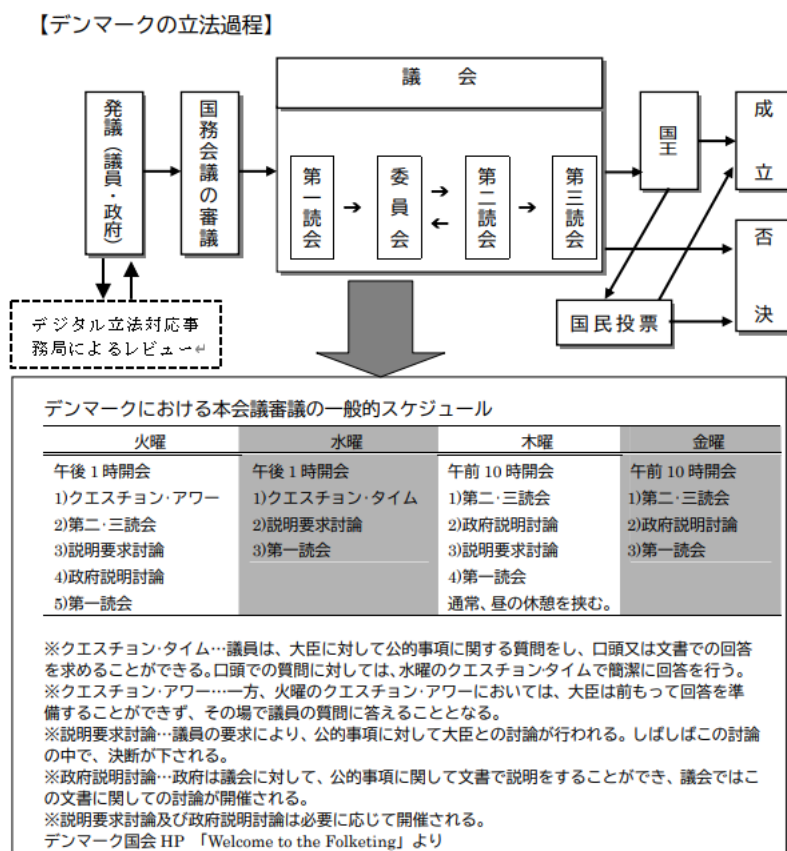 【デンマークの立法過程】
議　会
発議（議員・政府）
国務会議の審議
第一読会
委員会
第二読会
第三読会
国王
成立
否決
国民投票
デジタル立法対応事
務局によるレビュー↵
デンマークにおける本会議審議の一般的スケジュール
火曜 水曜 木曜 金曜
午後1時開会 午後1時開会 午前10時開会 午前10時開会
1)クエスチョン・アワー 1)クエスチョン・タイム 1)第二・三読会 1)第二・三読会
2)第二・三読会 2)説明要求討論 2)政府説明討論 2)政府説明討論
3)説明要求討論 3)第一読会 3)説明要求討論 3)第一読会
4)政府説明討論 4)第一読会
5)第一読会 通常、昼の休憩を挟む。
※クエスチョン・タイム…議員は、大臣に対して公的事項に関する質問をし、口頭又は文書での回答
を求めることができる。口頭での質問に対しては、水曜のクエスチョンタイムで簡潔に回答を行う。
※クエスチョン・アワー…一方、火曜のクエスチョン・アワーにおいては、大臣は前もって回答を準
備することができず、その場で議員の質問に答えることとなる。
※説明要求討論…議員の要求により、公的事項に対して大臣との討論が行われる。しばしばこの討論
の中で、決断が下される。
※政府説明討論…政府は議会に対して、公的事項に関して文書で説明をすることができ、議会ではこ
の文書に関しての討論が開催される。
※説明要求討論及び政府説明討論は必要に応じて開催される。
デンマーク国会 HP 「Welcome to the Folketing」より